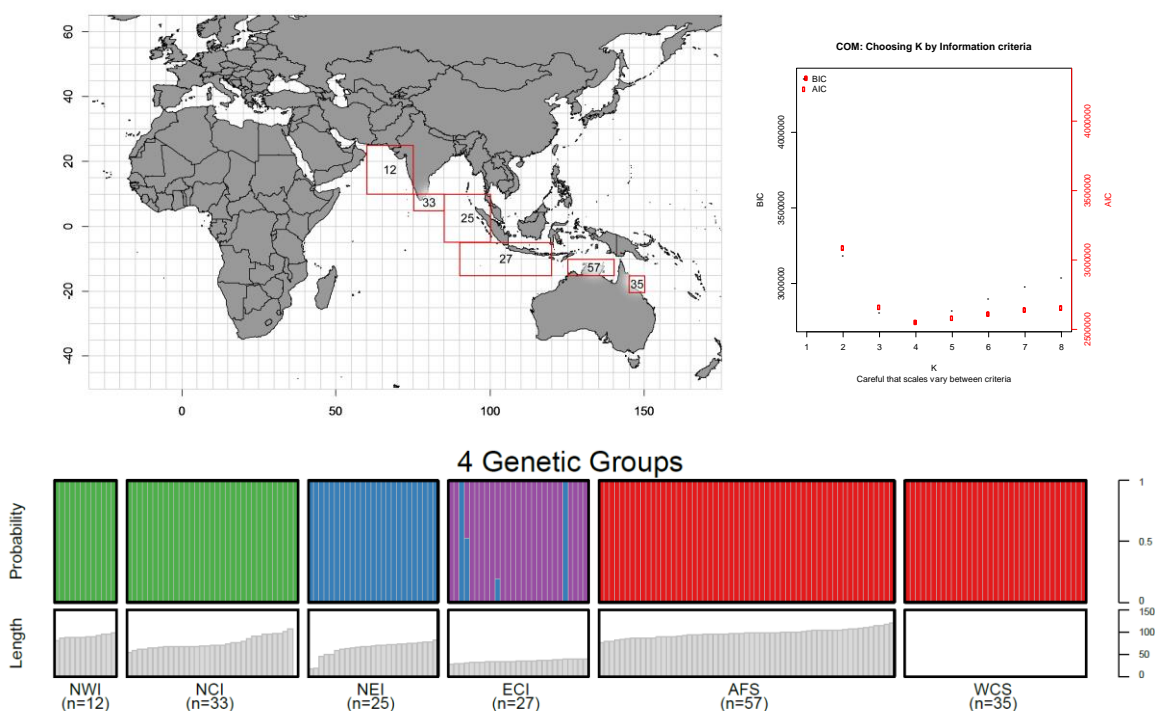 60
40
20
0
-20
-40
0 50 100 150
12
33
25
27
57
35
COM: Choosing K by Information criteria
BIC
AIC
4000000
3500000
3000000
BIC
4000000
3500000
3000000
2500000
AIC
1 2 3 4 5 6 7 8
K
Careful that scales vary between criteria
4 Genetic Groups
Probability
1
0.5
0
Length
150
100
50
0
NWI NCI NEI ECI AFS WCS
(n=12) (n=33) (n=25) (n=27) (n=57) (n=35)